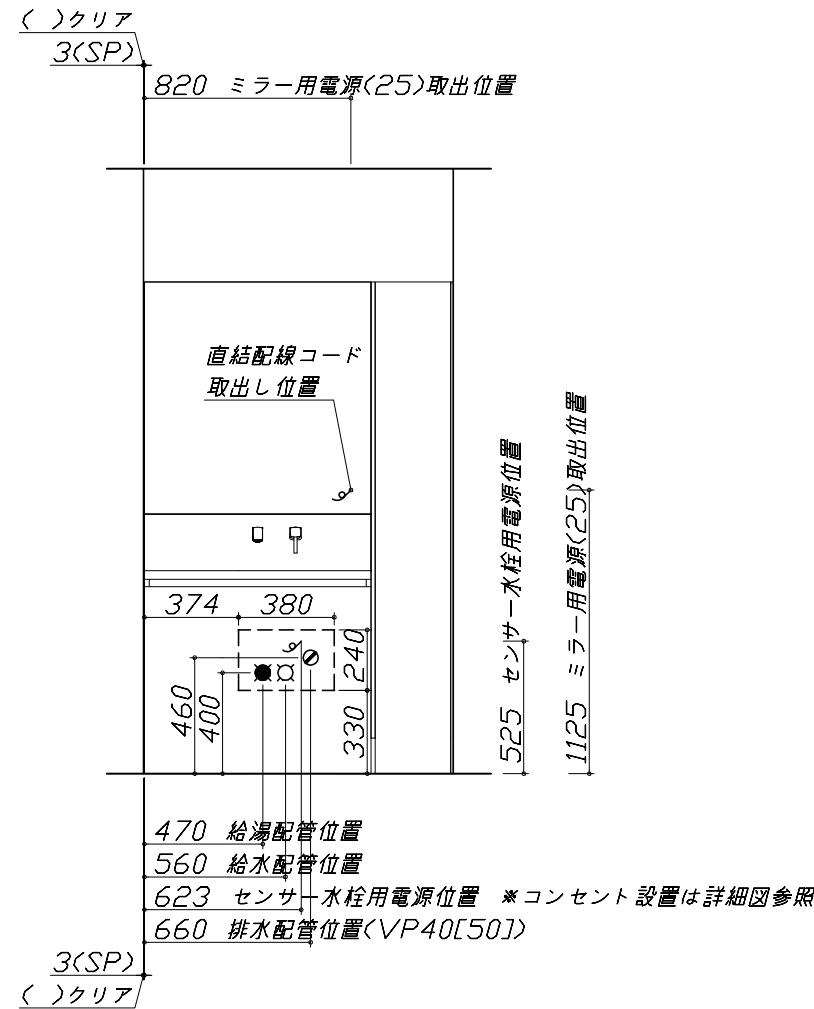 ( )クリア
3(SP)
820 ミラー用電源(25)取出位置
直結配線コード
取出し位置
センサー水栓用電源位置
525
ミラー用電源(25)取出位置
1125
374
380
240
330
460
400
470 給湯配管位置
560 給水配管位置
623 センサー水栓用電源位置 ※コンセント設置は詳細図参照
660 排水配管位置(VP40[50])
3(SP)
( )クリア